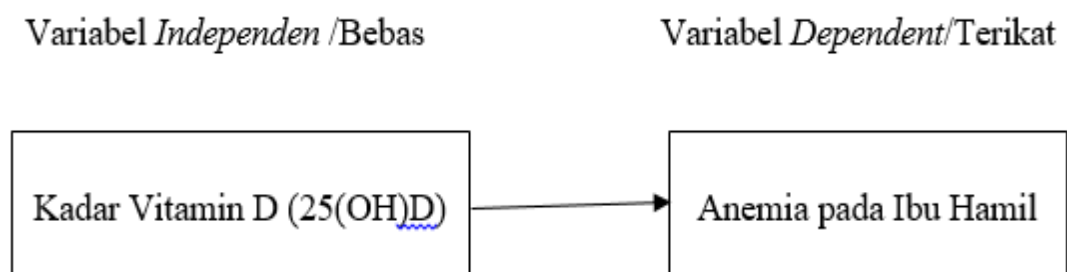 Variabel Independen /Bebas
Variabel Dependent/Terikat
Kadar Vitamin D (25(OH)D)
Anemia pada Ibu Hamil